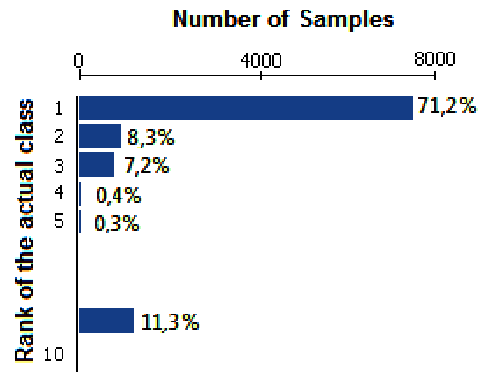 Number of Samples
0 4000 8000
Rank of the actual class
1 71,2%
2 8,3%
3 7,2%
4 0,4%
5 0,3%
11,3%
10